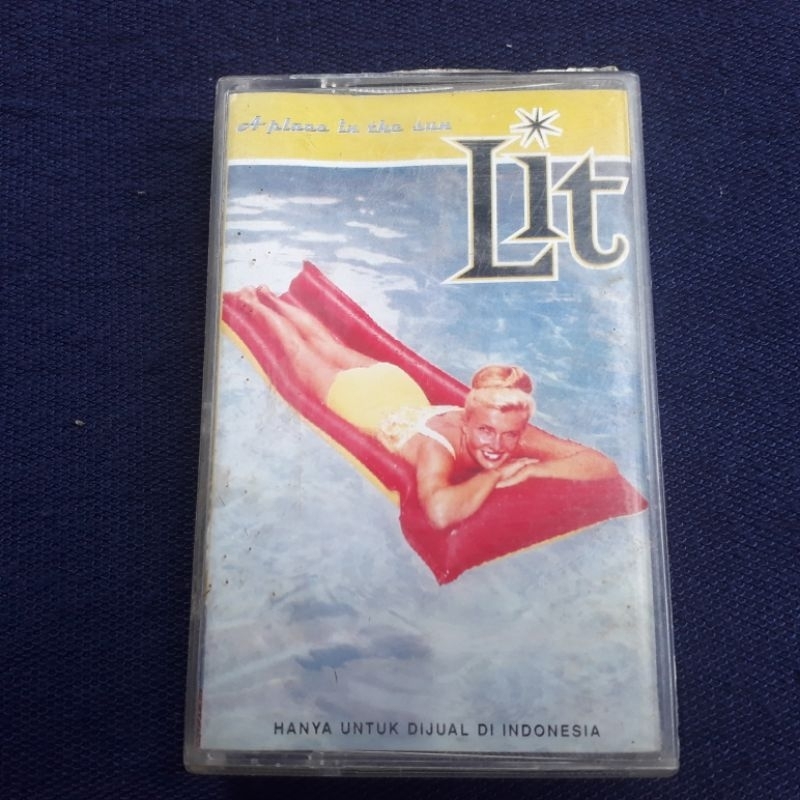 A place in the sun
Lit
HANYA UNTUK DIJUAL DI INDONESIA